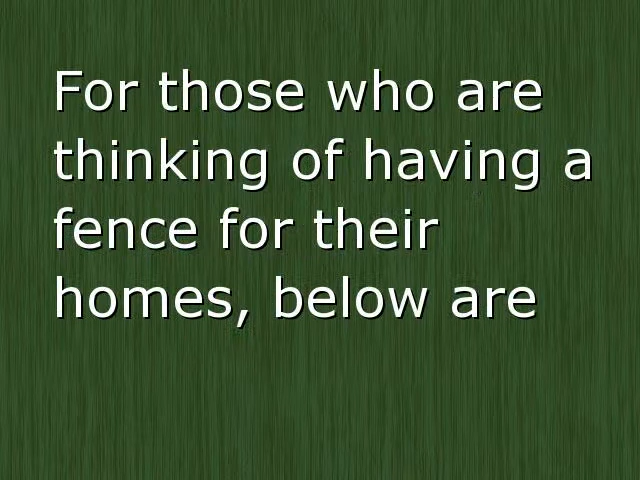 For those who are
thinking of having a
fence for their
homes, below are